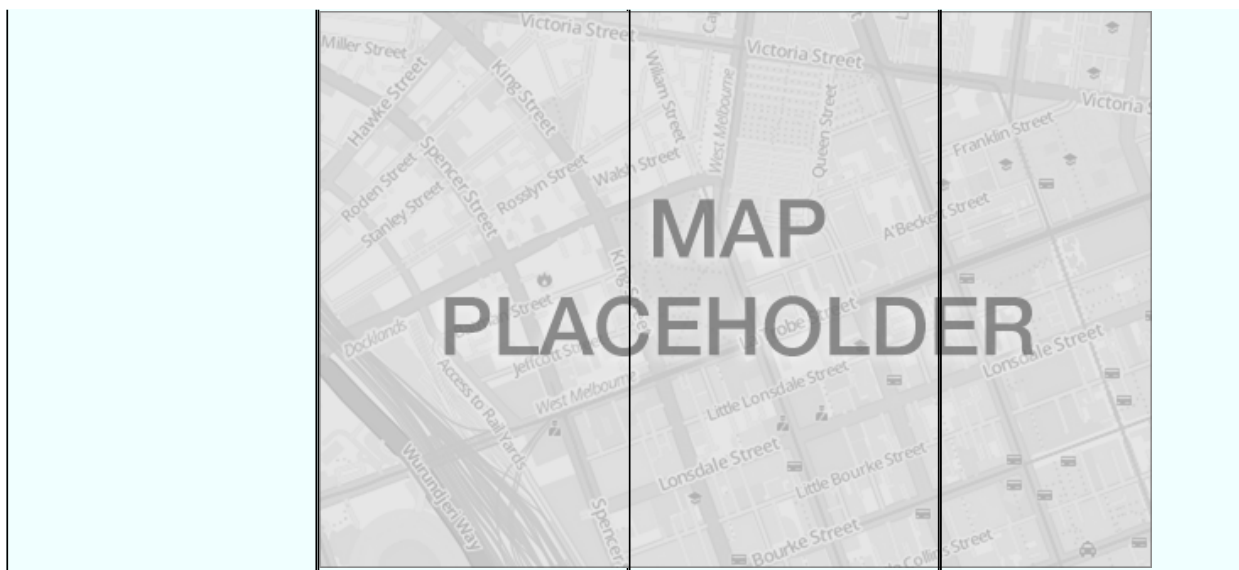 Victoria Street
Victoria Street
Miller Street
King Street
William Street
Hawke Street
West Melbourne
Queen Street
Victoria S
Franklin Street
Spencer Street
Roden Street
Rosslyn Street
Walsh Street
Stanley Street
A'Beckett Street
MAP
King S
Street
PLACEHOLDER
Docklands
Jeffcott Street
Lonsdale Street
Access to Rail Yards
West Melbourne
Little Lonsdale Street
Lonsdale Street
Little Bourke Street
Wurundjeri Way
Spencer
Bourke Street
Collins Street